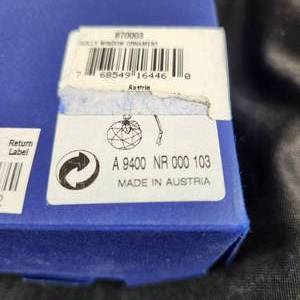 870003
HOLLY WINDOW ORNAMENT
7 68549 16446 0
Austria
Return
Label
A 9400 NR 000 103
MADE IN AUSTRIA